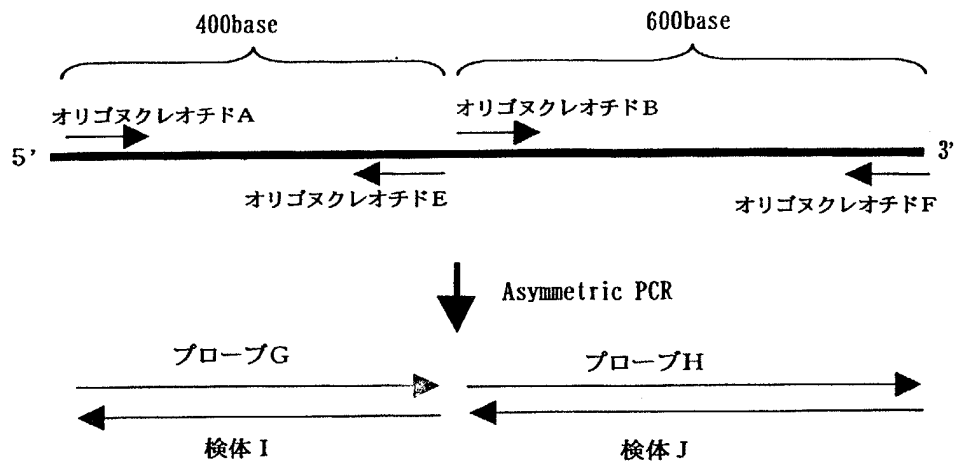 400base
600base
オリゴヌクレオチドA
オリゴヌクレオチドB
5'
3'
オリゴヌクレオチドE
オリゴヌクレオチドF
Asymmetric PCR
プローブG
プローブH
検体I
検体J